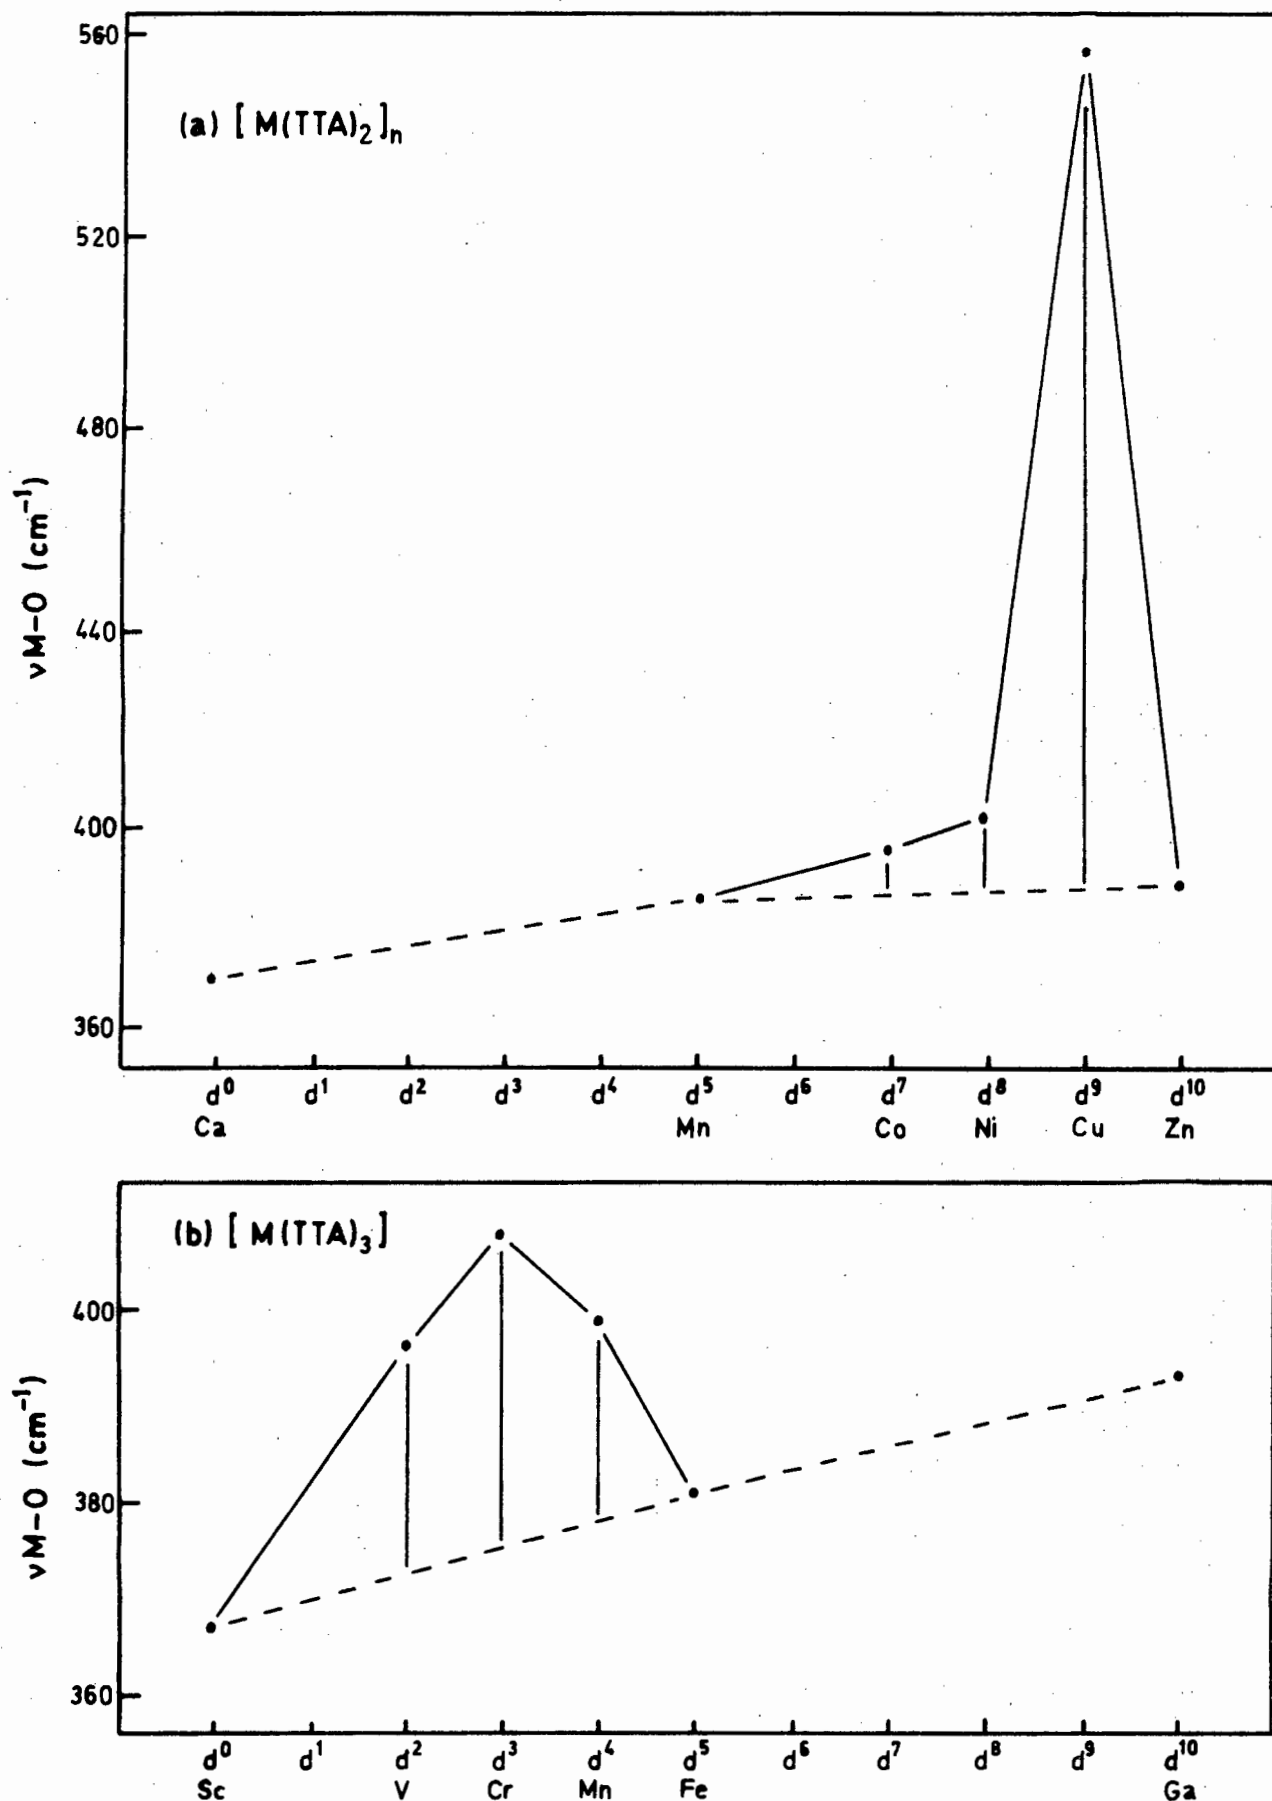 560
(a) [M(TTA)₂]ₙ
520
480
νM-O (cm⁻¹)
440
400
360
d⁰ d¹ d² d³ d⁴ d⁵ d⁶ d⁷ d⁸ d⁹ d¹⁰
Ca Mn Co Ni Cu Zn
(b) [M(TTA)₃]
400
νM-O (cm⁻¹)
380
360
d⁰ d¹ d² d³ d⁴ d⁵ d⁶ d⁷ d⁸ d⁹ d¹⁰
Sc V Cr Mn Fe Ga